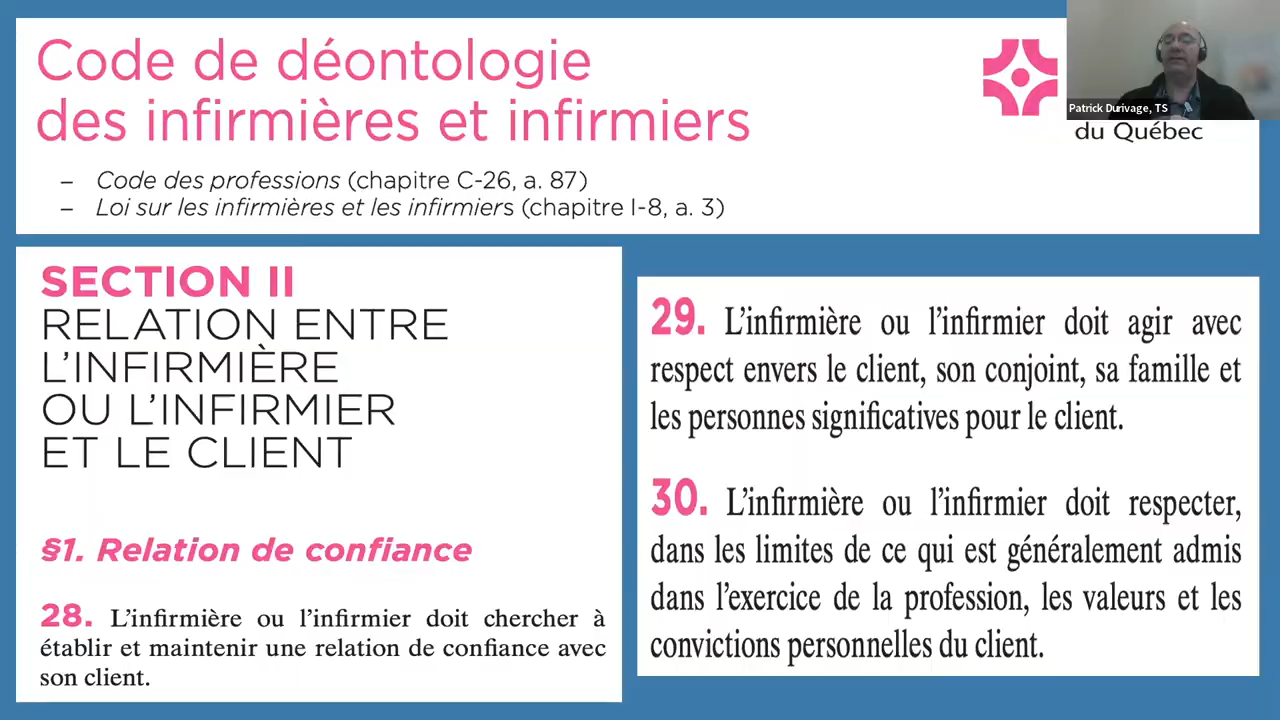 Code de déontologie
des infirmières et infirmiers
– Code des professions (chapitre C-26, a. 87)
– Loi sur les infirmières et les infirmiers (chapitre I-8, a. 3)
Patrick Durivage, TS
du Québec
SECTION II
RELATION ENTRE
L’INFIRMIÈRE
OU L’INFIRMIER
ET LE CLIENT
§1. Relation de confiance
28. L’infirmière ou l’infirmier doit chercher à
établir et maintenir une relation de confiance avec
son client.
29. L’infirmière ou l’infirmier doit agir avec
respect envers le client, son conjoint, sa famille et
les personnes significatives pour le client.
30. L’infirmière ou l’infirmier doit respecter,
dans les limites de ce qui est généralement admis
dans l’exercice de la profession, les valeurs et les
convictions personnelles du client.